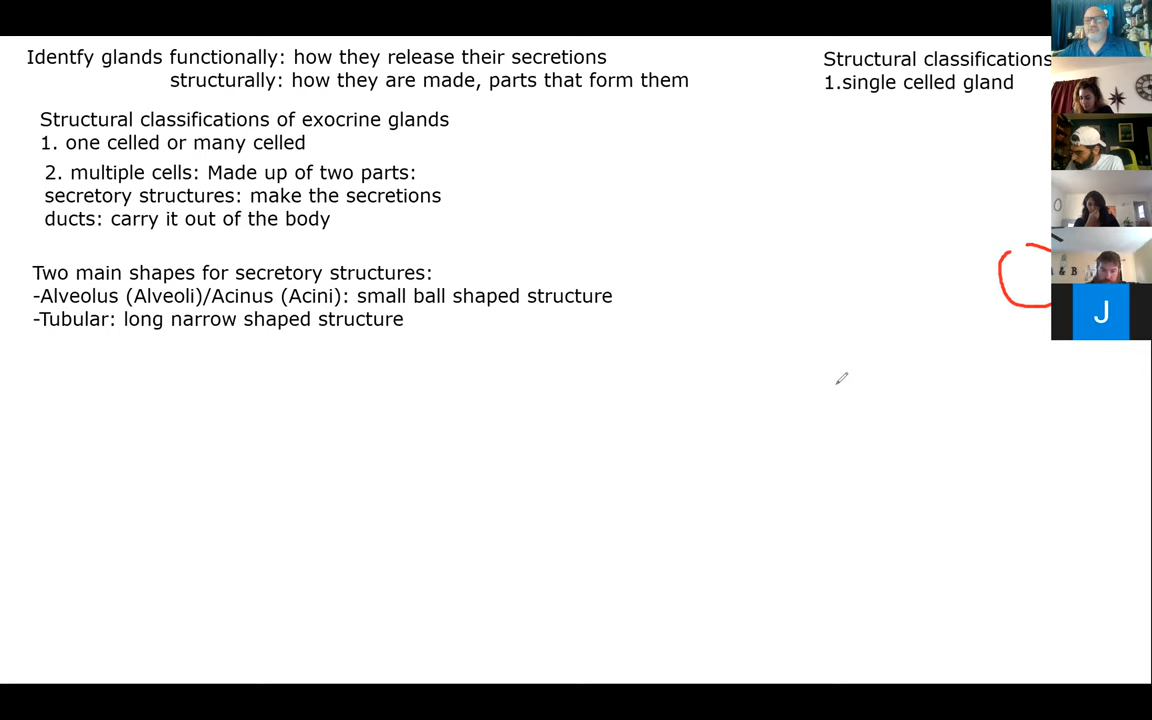 Identfy glands functionally: how they release their secretions
structurally: how they are made, parts that form them
Structural classifications of exocrine glands
1. one celled or many celled
2. multiple cells: Made up of two parts:
secretory structures: make the secretions
ducts: carry it out of the body
Two main shapes for secretory structures:
-Alveolus (Alveoli)/Acinus (Acini): small ball shaped structure
-Tubular: long narrow shaped structure
Structural classifications
1.single celled gland
& B
J